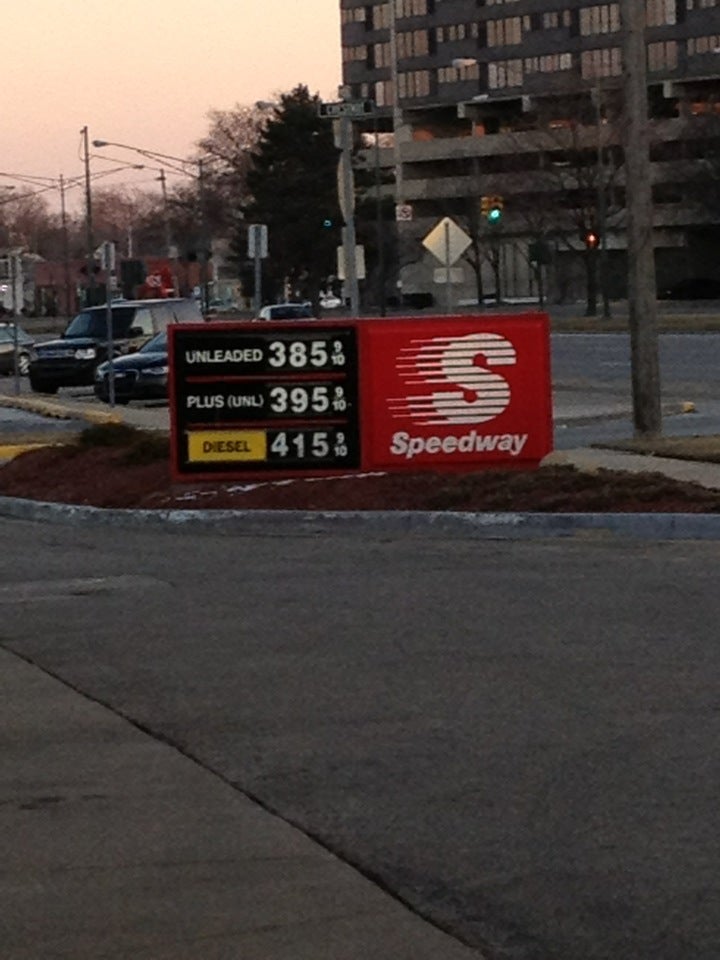 UNLEADED 385 9/10
PLUS (UNL) 395 9/10
DIESEL 415 9/10
S
Speedway